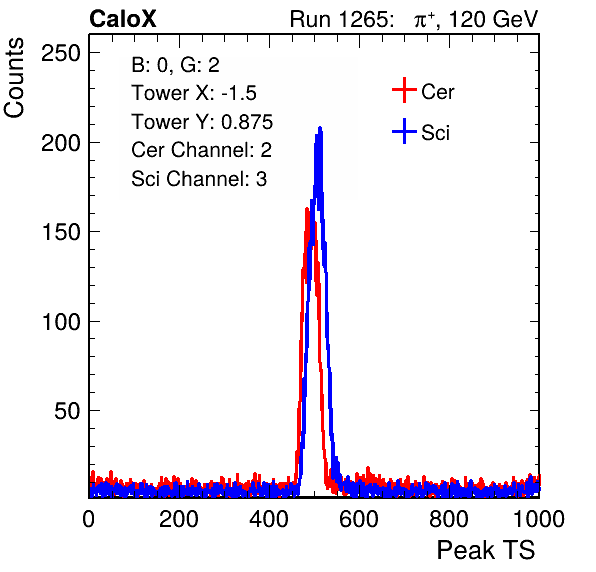 CaloX Run 1265: π⁺, 120 GeV
B: 0, G: 2
Tower X: -1.5
Tower Y: 0.875
Cer Channel: 2
Sci Channel: 3
Cer
Sci
Counts
250
200
150
100
50
0 200 400 600 800 1000
Peak TS